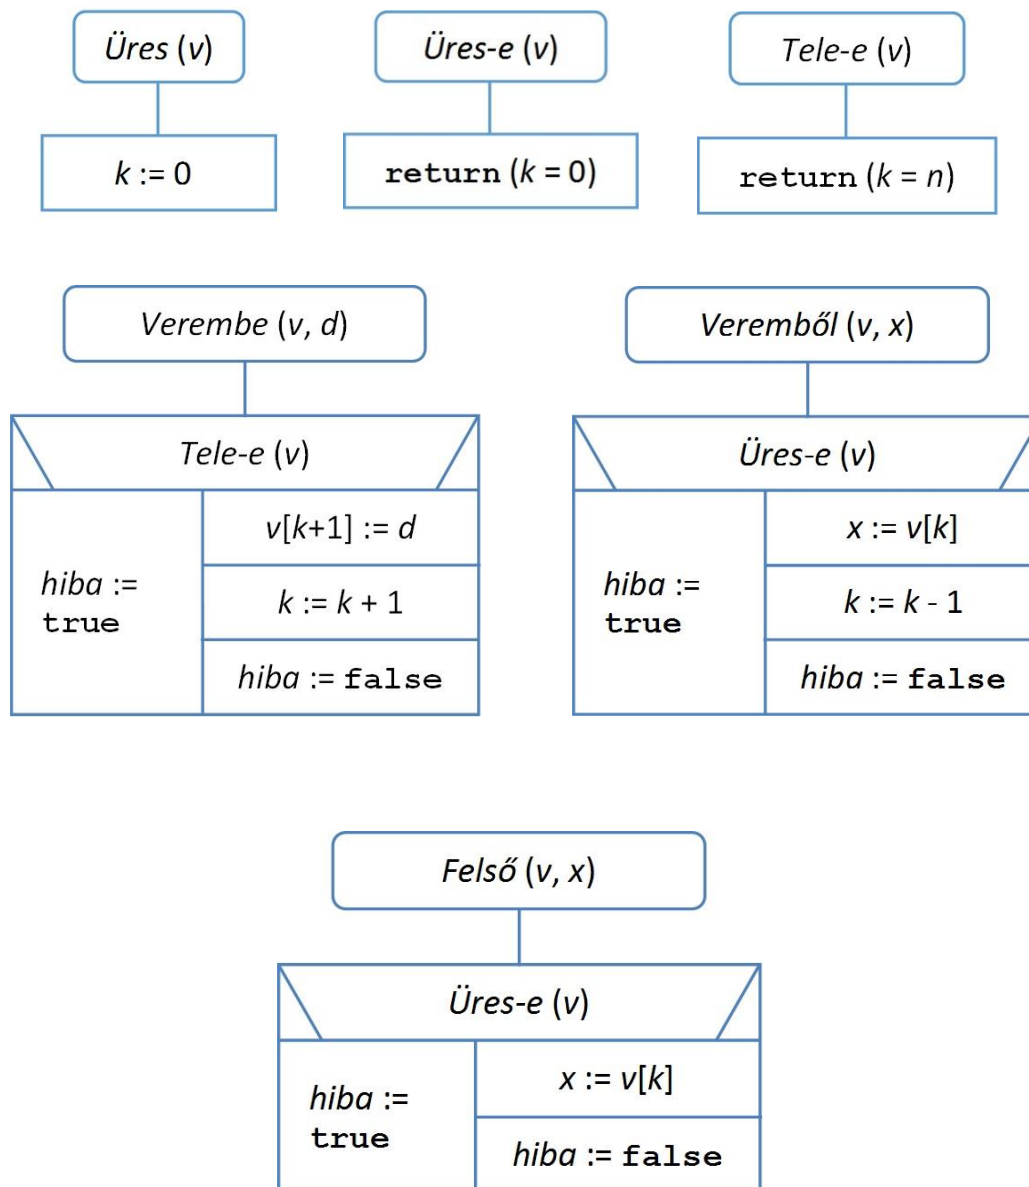 Üres (v)
Üres-e (v)
Tele-e (v)
k := 0
return (k = 0)
return (k = n)
Verembe (v, d)
Tele-e (v)
hiba :=
true
v[k+1] := d
k := k + 1
hiba := false
Veremből (v, x)
Üres-e (v)
hiba :=
true
x := v[k]
k := k - 1
hiba := false
Felső (v, x)
Üres-e (v)
hiba :=
true
x := v[k]
hiba := false